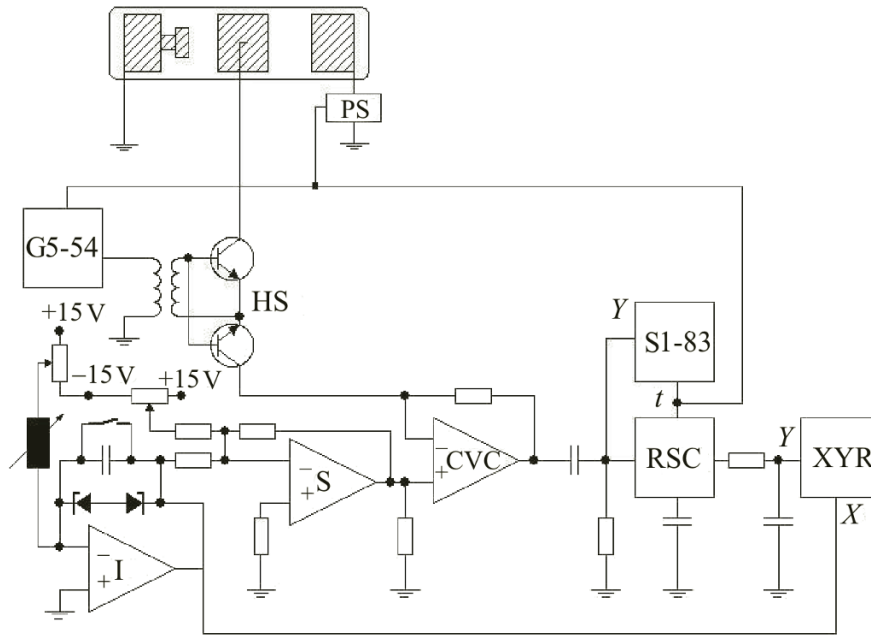 PS
G5-54
HS
+15 V
−15 V
+15 V
Y
S1-83
t
− + S
− + CVC
RSC
Y
XYR
X
− + I